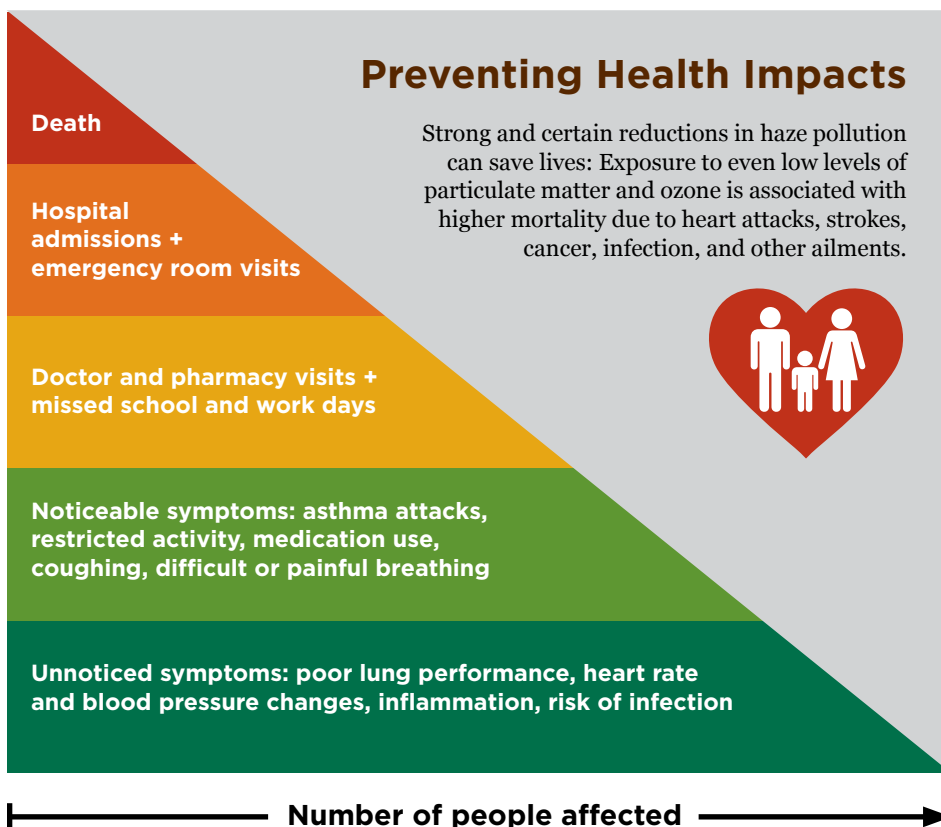 Preventing Health Impacts
Strong and certain reductions in haze pollution
can save lives: Exposure to even low levels of
particulate matter and ozone is associated with
higher mortality due to heart attacks, strokes,
cancer, infection, and other ailments.
Death
Hospital
admissions +
emergency room visits
Doctor and pharmacy visits +
missed school and work days
Noticeable symptoms: asthma attacks,
restricted activity, medication use,
coughing, difficult or painful breathing
Unnoticed symptoms: poor lung performance, heart rate
and blood pressure changes, inflammation, risk of infection
Number of people affected